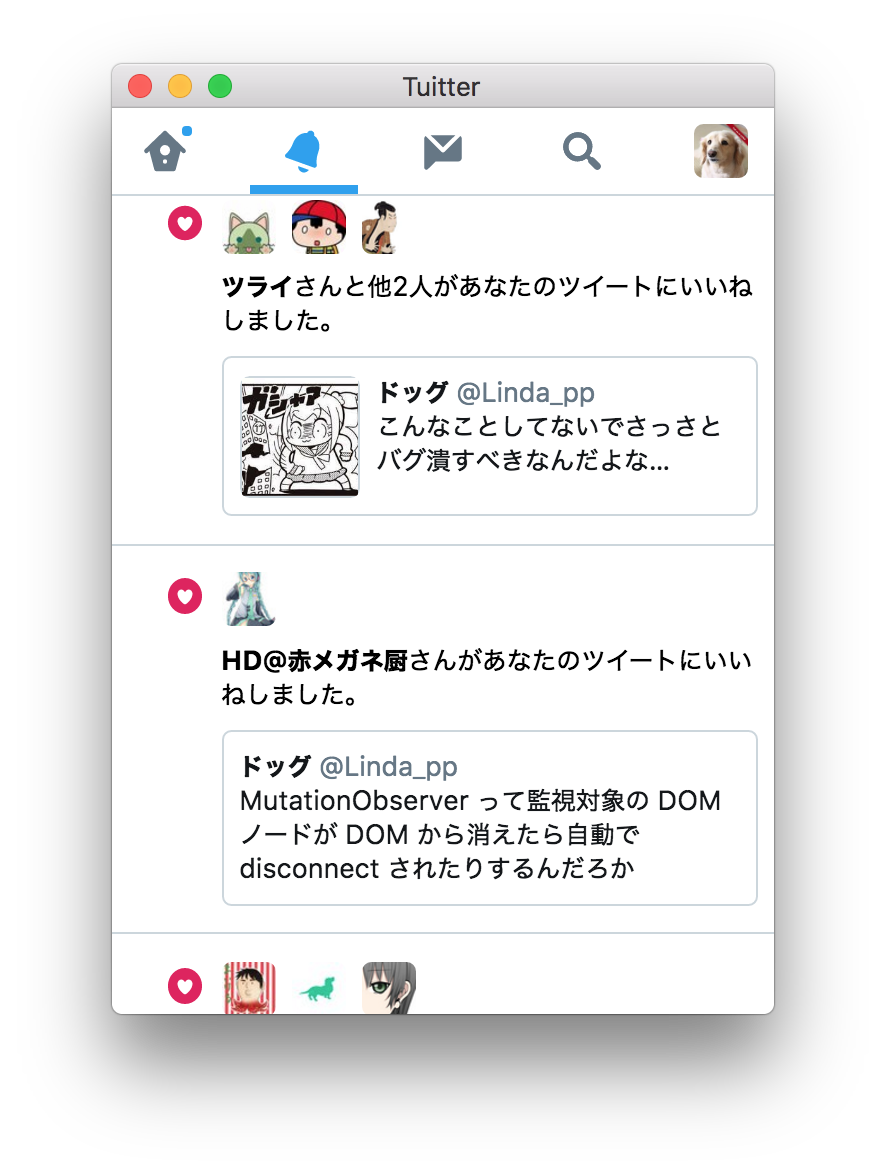 Tuitter
ツライさんと他2人があなたのツイートにいいね
しました。
ガシャア
ドッグ @Linda_pp
こんなことしてないでさっさと
バグ潰すべきなんだよな...
HD@赤メガネ厨さんがあなたのツイートにいい
ねしました。
ドッグ @Linda_pp
MutationObserver って監視対象の DOM
ノードが DOM から消えたら自動で
disconnect されたりするんだろか